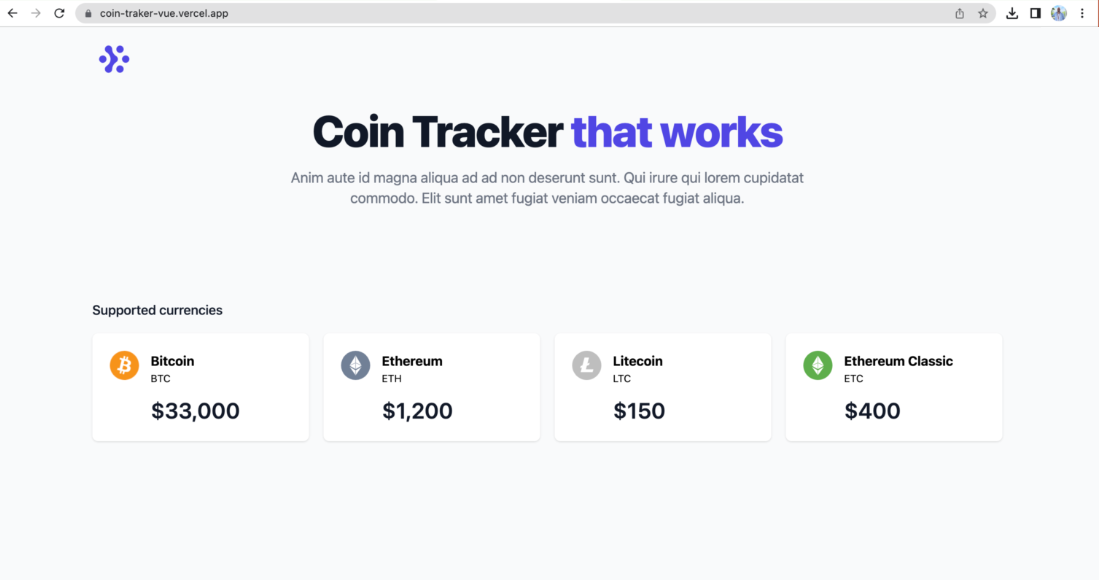 coin-traker-vue.vercel.app
Coin Tracker that works
Anim aute id magna aliqua ad ad non deserunt sunt. Qui irure qui lorem cupidatat
commodo. Elit sunt amet fugiat veniam occaecat fugiat aliqua.
Supported currencies
Bitcoin
BTC
$33,000
Ethereum
ETH
$1,200
Litecoin
LTC
$150
Ethereum Classic
ETC
$400